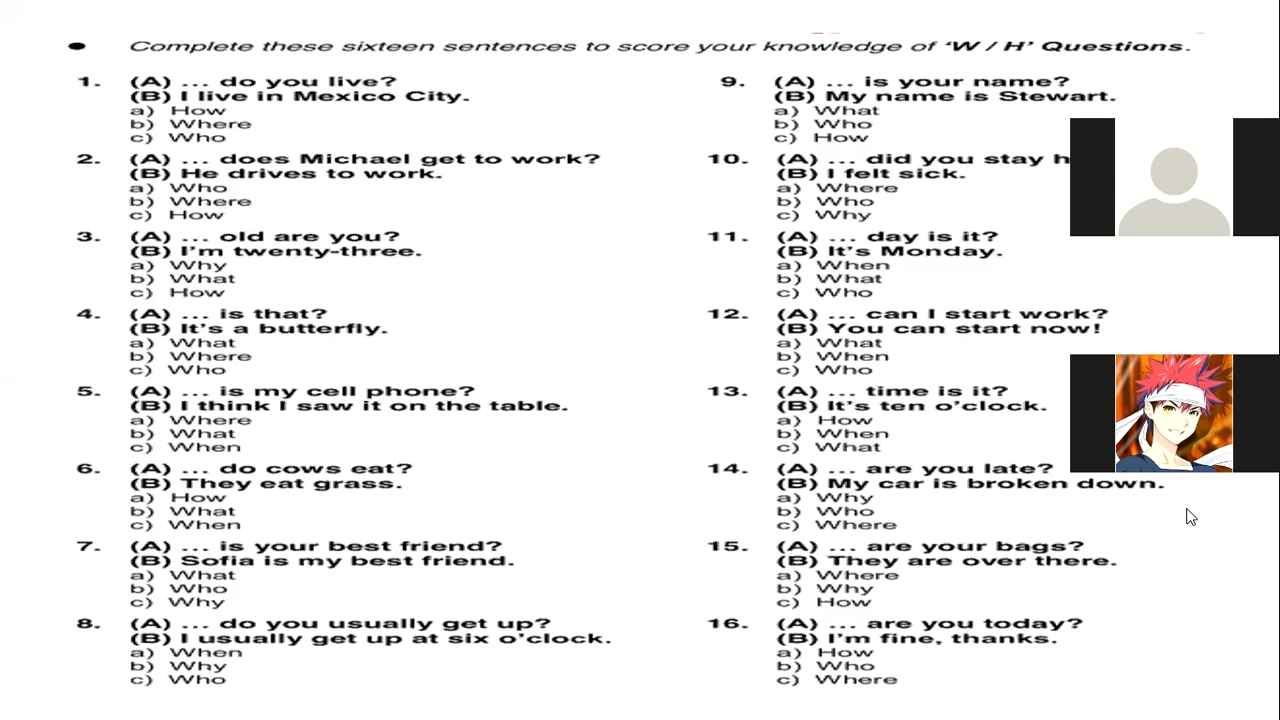 • Complete these sixteen sentences to score your knowledge of 'W / H' Questions.
1. (A) ... do you live?
(B) I live in Mexico City.
a) How
b) Where
c) Who
2. (A) ... does Michael get to work?
(B) He drives to work.
a) Who
b) Where
c) How
3. (A) ... old are you?
(B) I'm twenty-three.
a) Why
b) What
c) How
4. (A) ... is that?
(B) It's a butterfly.
a) What
b) Where
c) Who
5. (A) ... is my cell phone?
(B) I think I saw it on the table.
a) Where
b) What
c) When
6. (A) ... do cows eat?
(B) They eat grass.
a) How
b) What
c) When
7. (A) ... is your best friend?
(B) Sofia is my best friend.
a) What
b) Who
c) Why
8. (A) ... do you usually get up?
(B) I usually get up at six o'clock.
a) When
b) Why
c) Who
9. (A) ... is your name?
(B) My name is Stewart.
a) What
b) Who
c) How
10. (A) ... did you stay
(B) I felt sick.
a) Where
b) Who
c) Why
11. (A) ... day is it?
(B) It's Monday.
a) When
b) What
c) Who
12. (A) ... can I start work?
(B) You can start now!
a) What
b) When
c) Who
13. (A) ... time is it?
(B) It's ten o'clock.
a) How
b) When
c) What
14. (A) ... are you late?
(B) My car is broken down.
a) Why
b) Who
c) Where
15. (A) ... are your bags?
(B) They are over there.
a) Where
b) Why
c) How
16. (A) ... are you today?
(B) I'm fine, thanks.
a) How
b) Who
c) Where